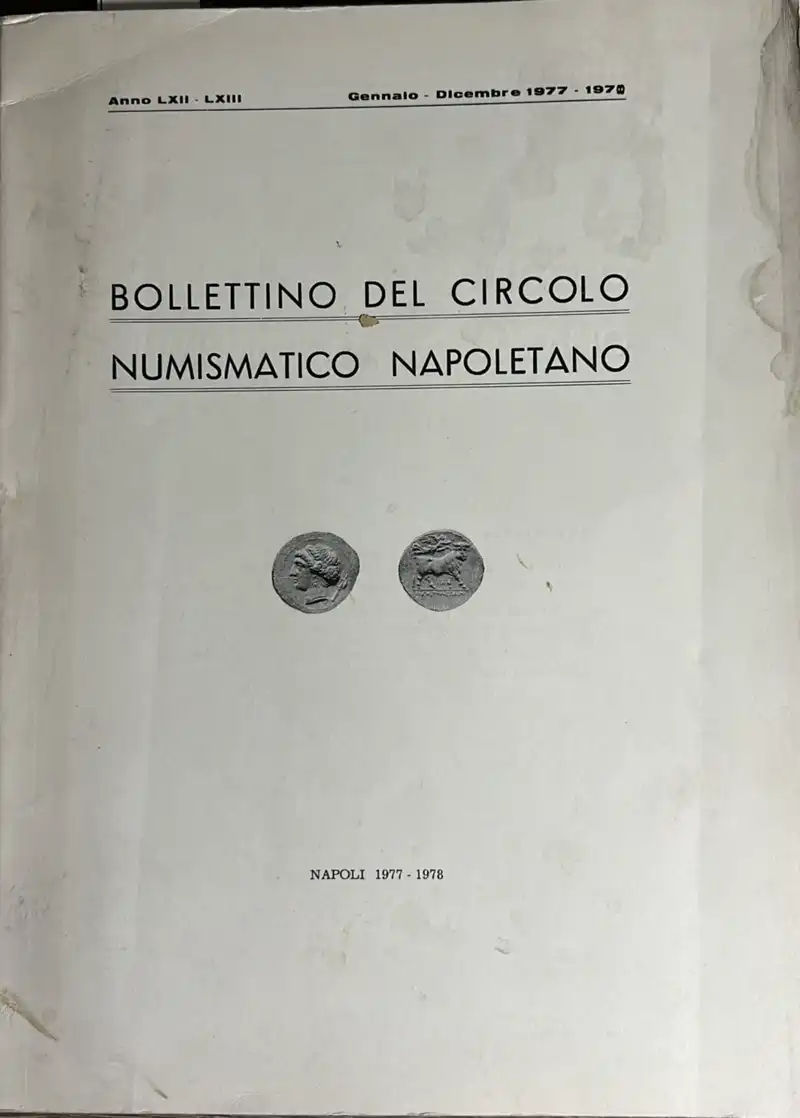 Anno LXII - LXIII
Gennaio - Dicembre 1977 - 1978
BOLLETTINO DEL CIRCOLO
NUMISMATICO NAPOLETANO
NAPOLI 1977 - 1978